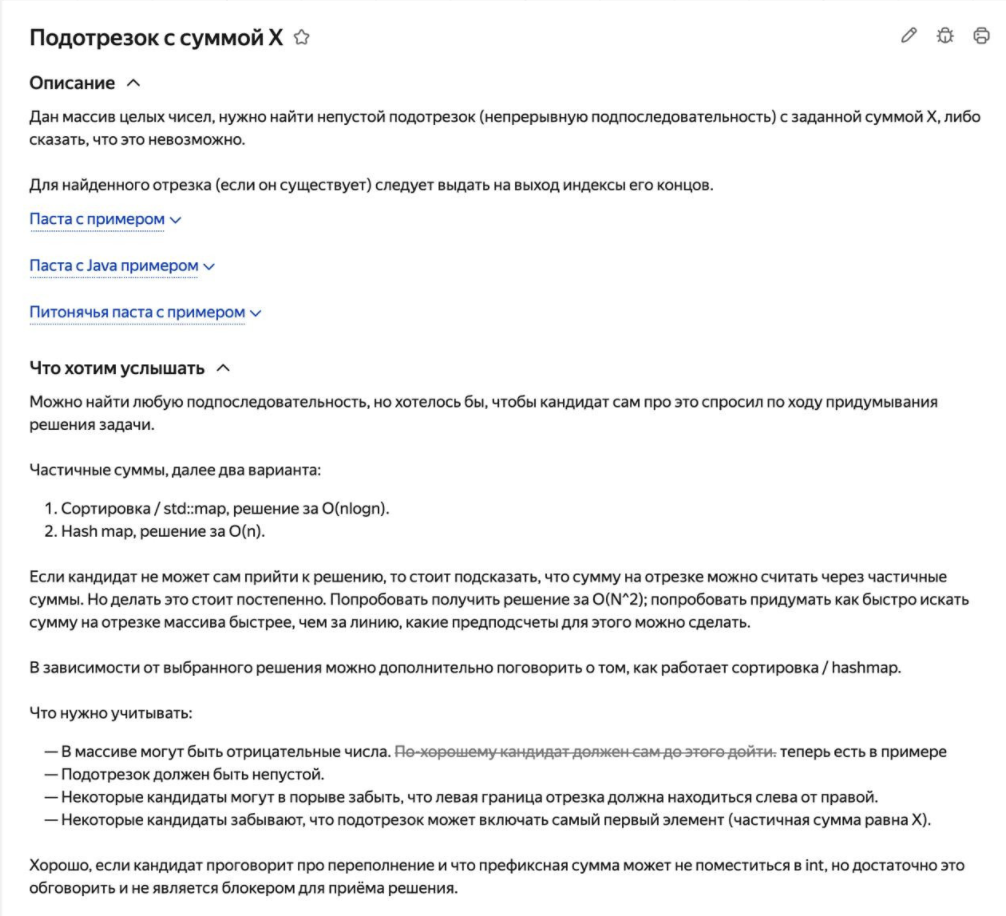 Подотрезок с суммой X
Описание
Дан массив целых чисел, нужно найти непустой подотрезок (непрерывную подпоследовательность) с заданной суммой X, либо
сказать, что это невозможно.
Для найденного отрезка (если он существует) следует выдать на выход индексы его концов.
Паста с примером
Паста с Java примером
Питонячья паста с примером
Что хотим услышать
Можно найти любую подпоследовательность, но хотелось бы, чтобы кандидат сам про это спросил по ходу придумывания
решения задачи.
Частичные суммы, далее два варианта:
1. Сортировка / std::map, решение за O(nlogn).
2. Hash map, решение за O(n).
Если кандидат не может сам прийти к решению, то стоит подсказать, что сумму на отрезке можно считать через частичные
суммы. Но делать это стоит постепенно. Попробовать получить решение за O(N^2); попробовать придумать как быстро искать
сумму на отрезке массива быстрее, чем за линию, какие предподсчеты для этого можно сделать.
В зависимости от выбранного решения можно дополнительно поговорить о том, как работает сортировка / hashmap.
Что нужно учитывать:
— В массиве могут быть отрицательные числа. По-хорошему кандидат должен сам до этого дойти. теперь есть в примере
— Подотрезок должен быть непустой.
— Некоторые кандидаты могут в порыве забыть, что левая граница отрезка должна находиться слева от правой.
— Некоторые кандидаты забывают, что подотрезок может включать самый первый элемент (частичная сумма равна X).
Хорошо, если кандидат проговорит про переполнение и что префиксная сумма может не поместиться в int, но достаточно это
обговорить и не является блокером для приёма решения.